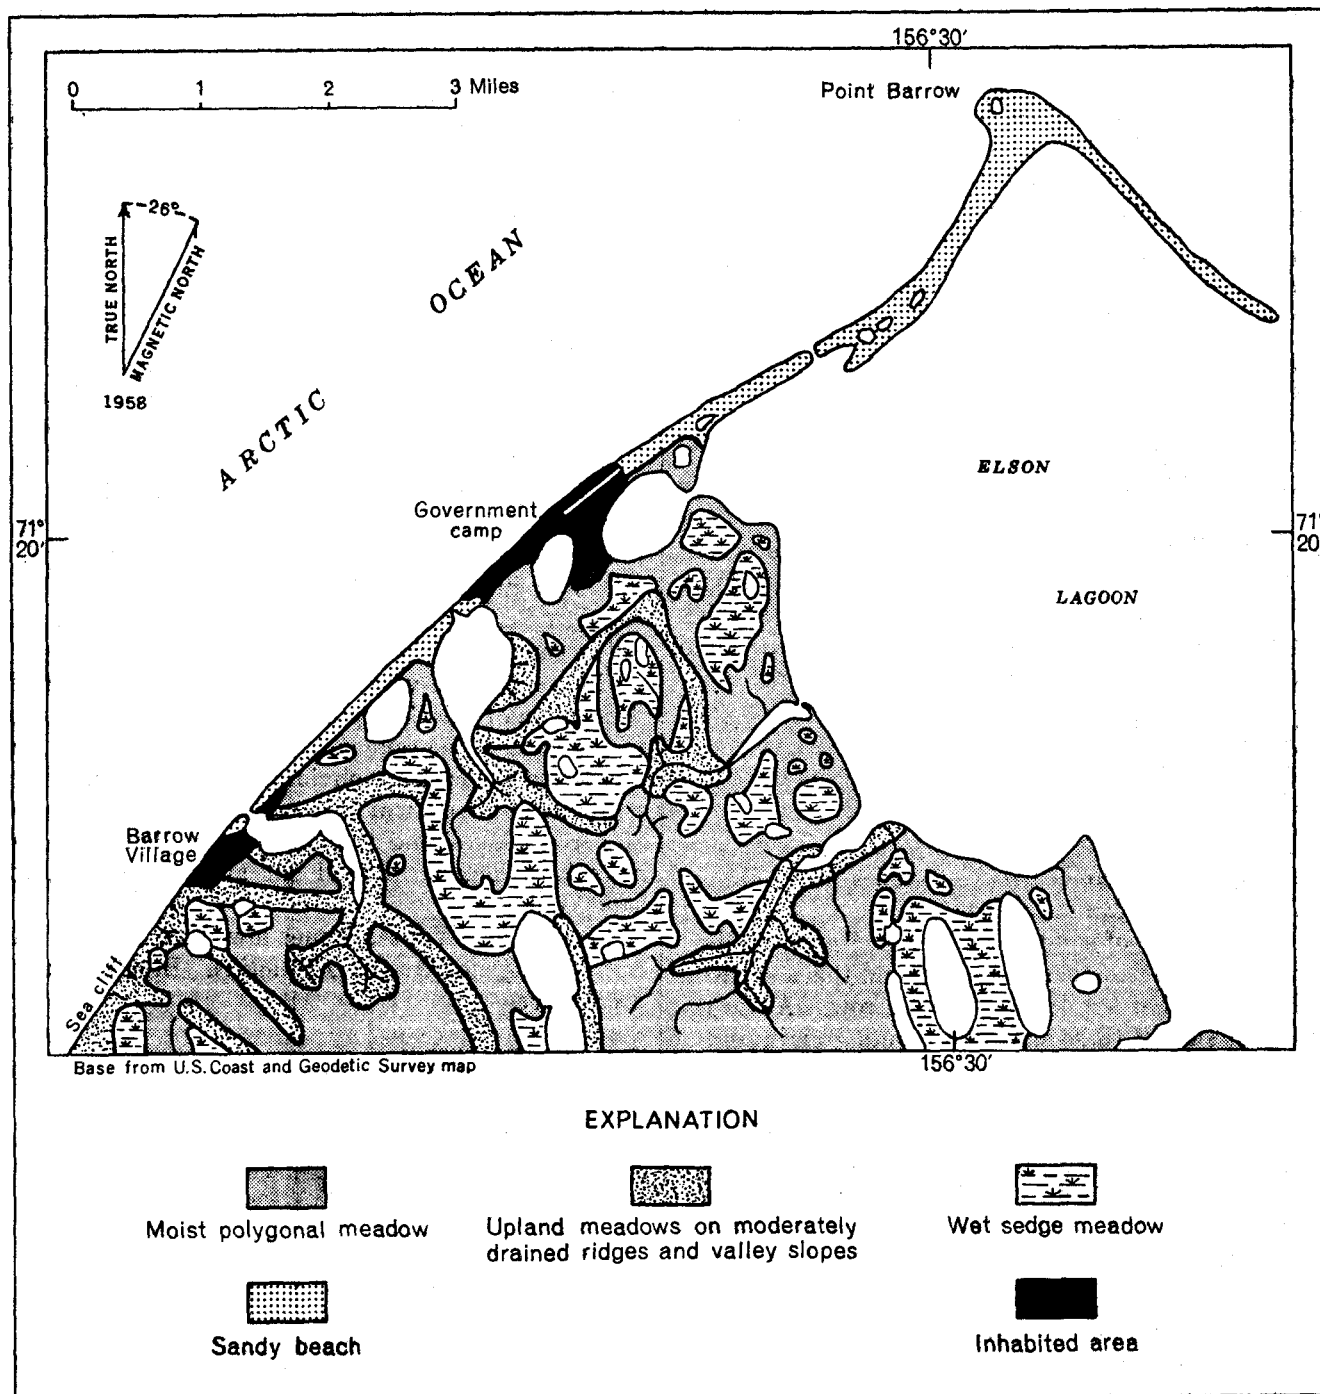 156°30'
0 1 2 3 Miles
Point Barrow
26°
TRUE NORTH
MAGNETIC NORTH
1958
ARCTIC OCEAN
ELSON
LAGOON
Government
camp
71°
20'
71°
20'
Barrow
Village
Sea cliff
Base from U.S. Coast and Geodetic Survey map
156°30'
EXPLANATION
Moist polygonal meadow
Upland meadows on moderately
drained ridges and valley slopes
Wet sedge meadow
Sandy beach
Inhabited area